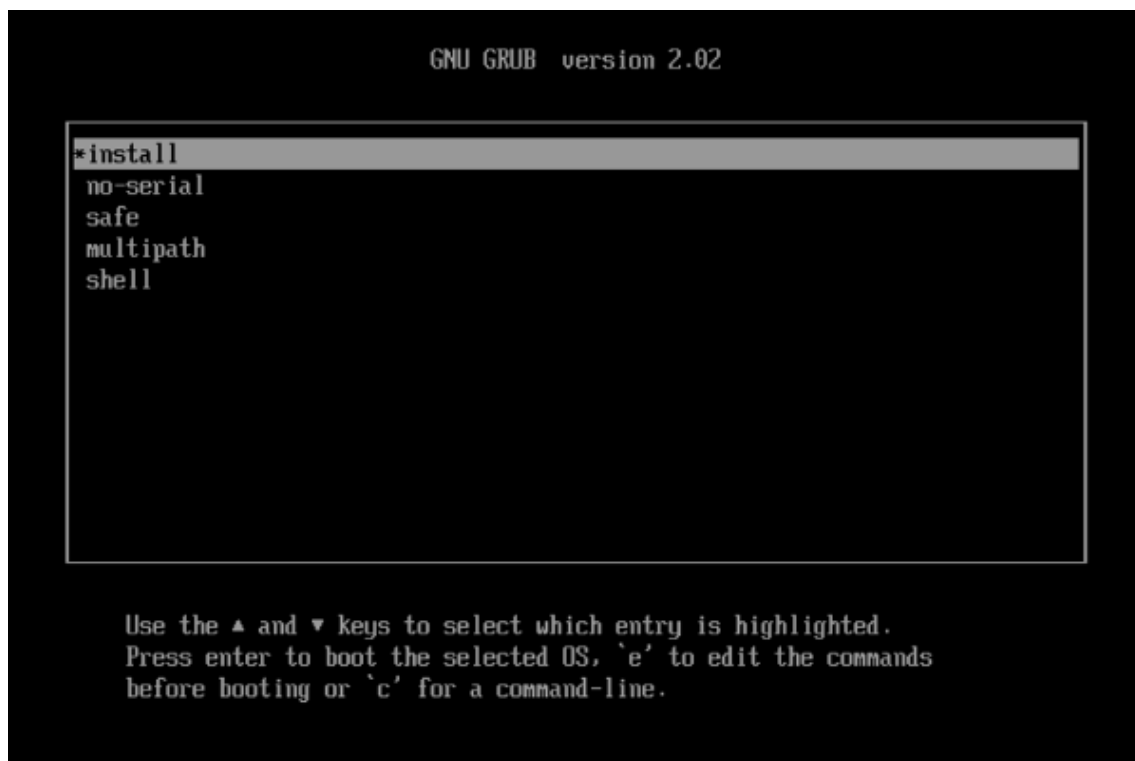 GNU GRUB  version 2.02
*install
no-serial
safe
multipath
shell
Use the ▲ and ▼ keys to select which entry is highlighted.
Press enter to boot the selected OS, `e' to edit the commands
before booting or `c' for a command-line.